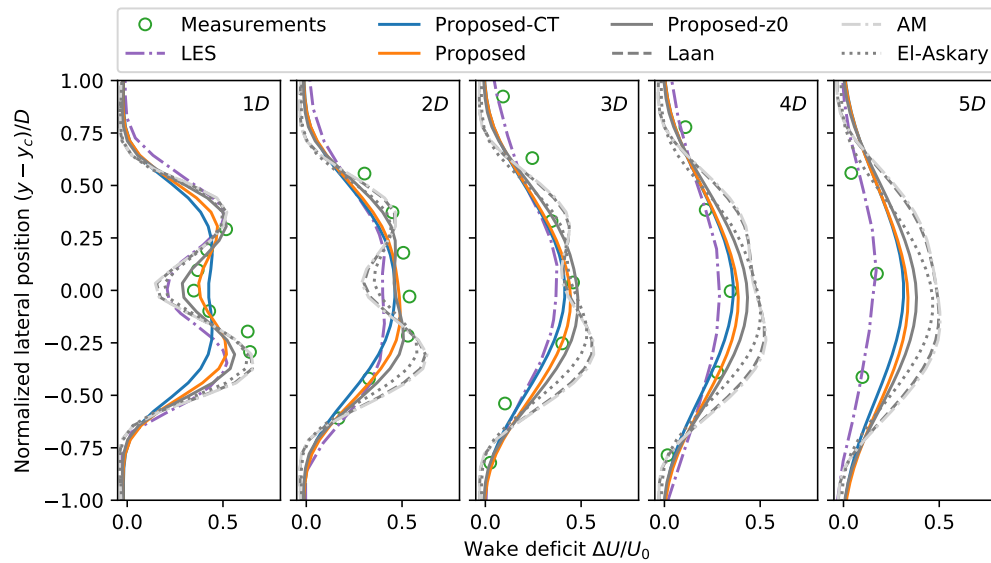 Measurements Proposed-CT Proposed-z0 AM
LES Proposed Laan El-Askary
1D 2D 3D 4D 5D
1.00
0.75
0.50
0.25
0.00
−0.25
−0.50
−0.75
−1.00
Normalized lateral position (y − y_c)/D
0.0 0.5 0.0 0.5 0.0 0.5 0.0 0.5 0.0 0.5
Wake deficit ΔU/U₀